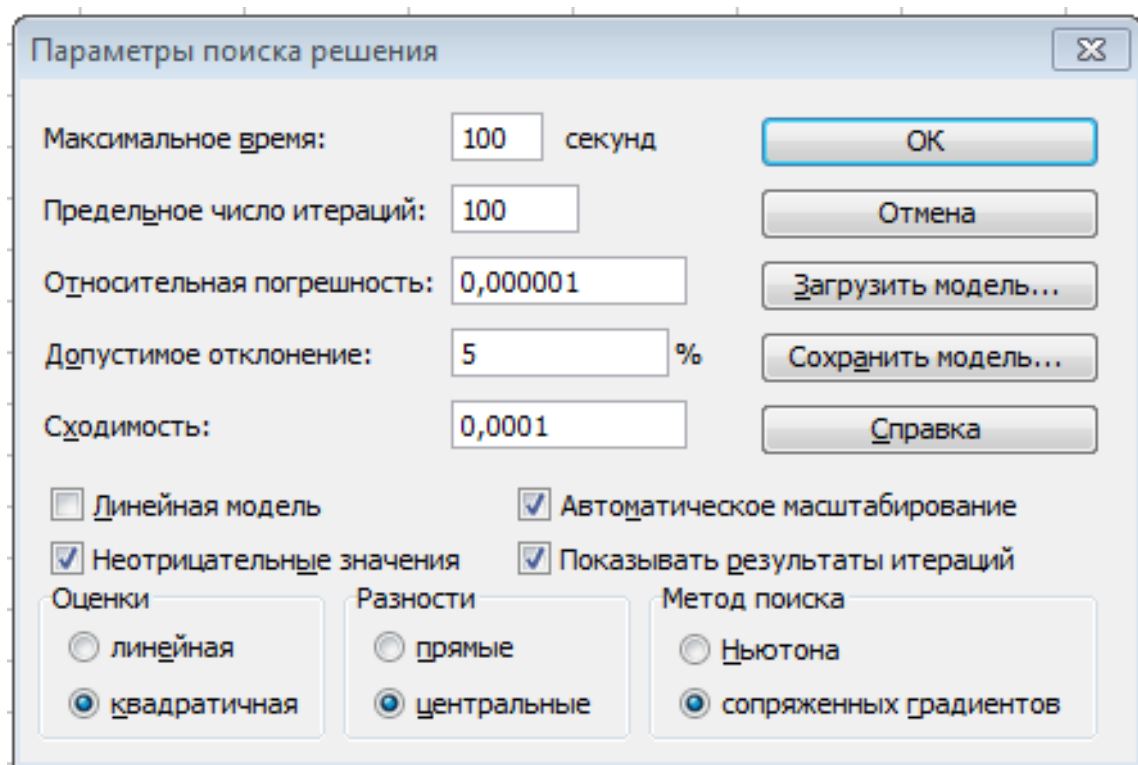 Параметры поиска решения
Максимальное время: 100 секунд OK
Предельное число итераций: 100 Отмена
Относительная погрешность: 0,000001 Загрузить модель...
Допустимое отклонение: 5 % Сохранить модель...
Сходимость: 0,0001 Справка
Линейная модель Автоматическое масштабирование
Неотрицательные значения Показывать результаты итераций
Оценки Разности Метод поиска
линейная прямые Ньютона
квадратичная центральные сопряженных градиентов